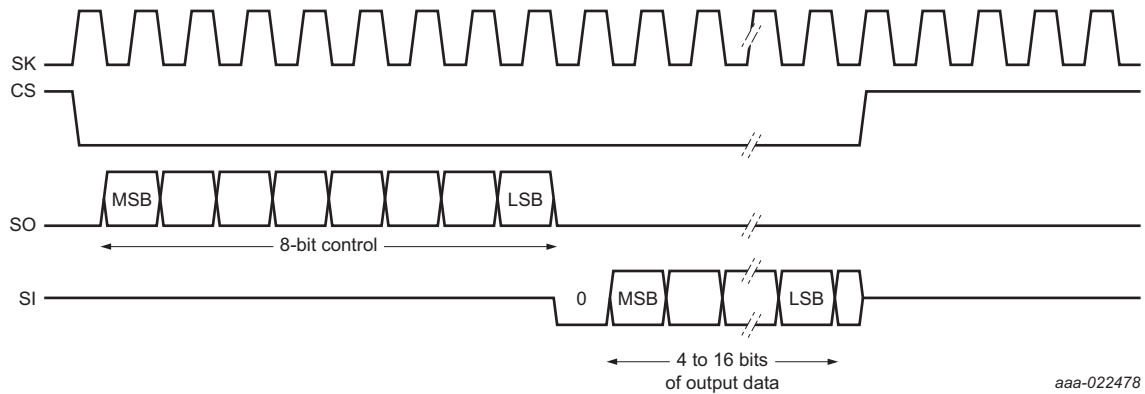 SK
CS
MSB
LSB
SO
8-bit control
SI
0
MSB
LSB
4 to 16 bits
of output data
aaa-022478